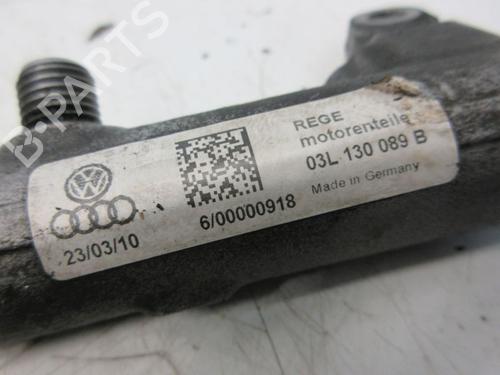 B-PARTS
REGE
motorenteile
03L 130 089 B
Made in Germany
6/00000918
23/03/10